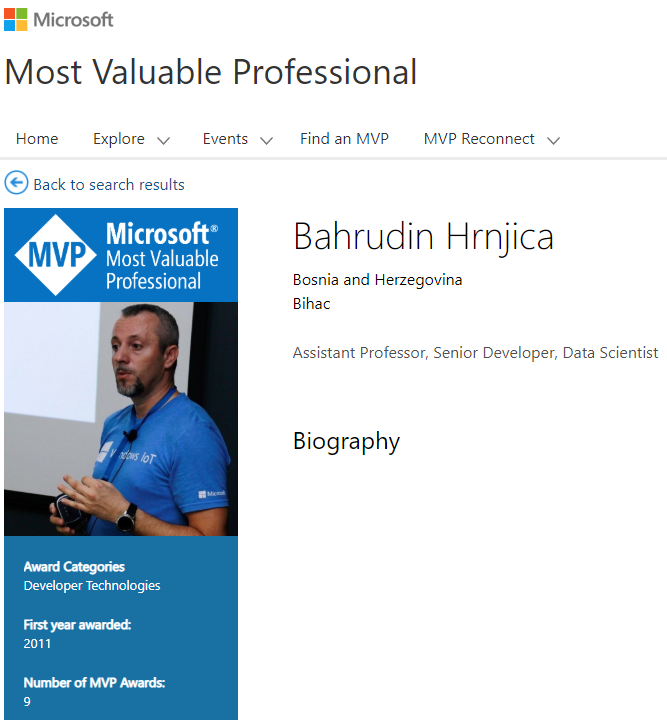 Microsoft
Most Valuable Professional
Home Explore Events Find an MVP MVP Reconnect
Back to search results
MVP
Microsoft®
Most Valuable
Professional
Bahrudin Hrnjica
Bosnia and Herzegovina
Bihac
Assistant Professor, Senior Developer, Data Scientist
Biography
IoT
Microsoft
Award Categories
Developer Technologies
First year awarded:
2011
Number of MVP Awards:
9